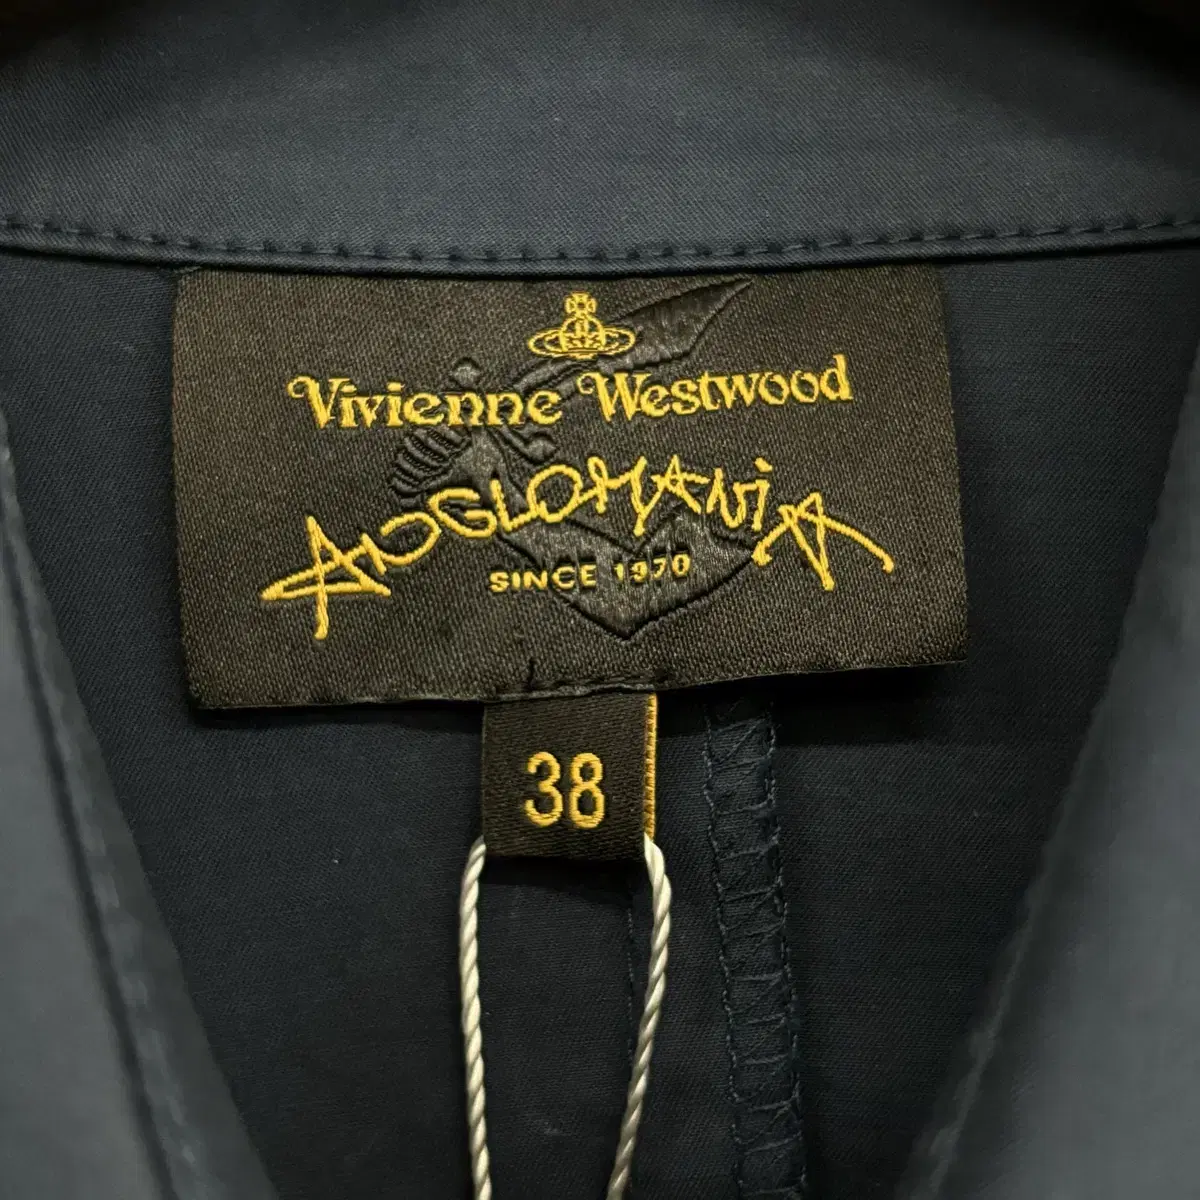 Vivienne Westwood
ANGLOMANiA
SINCE 1970
38